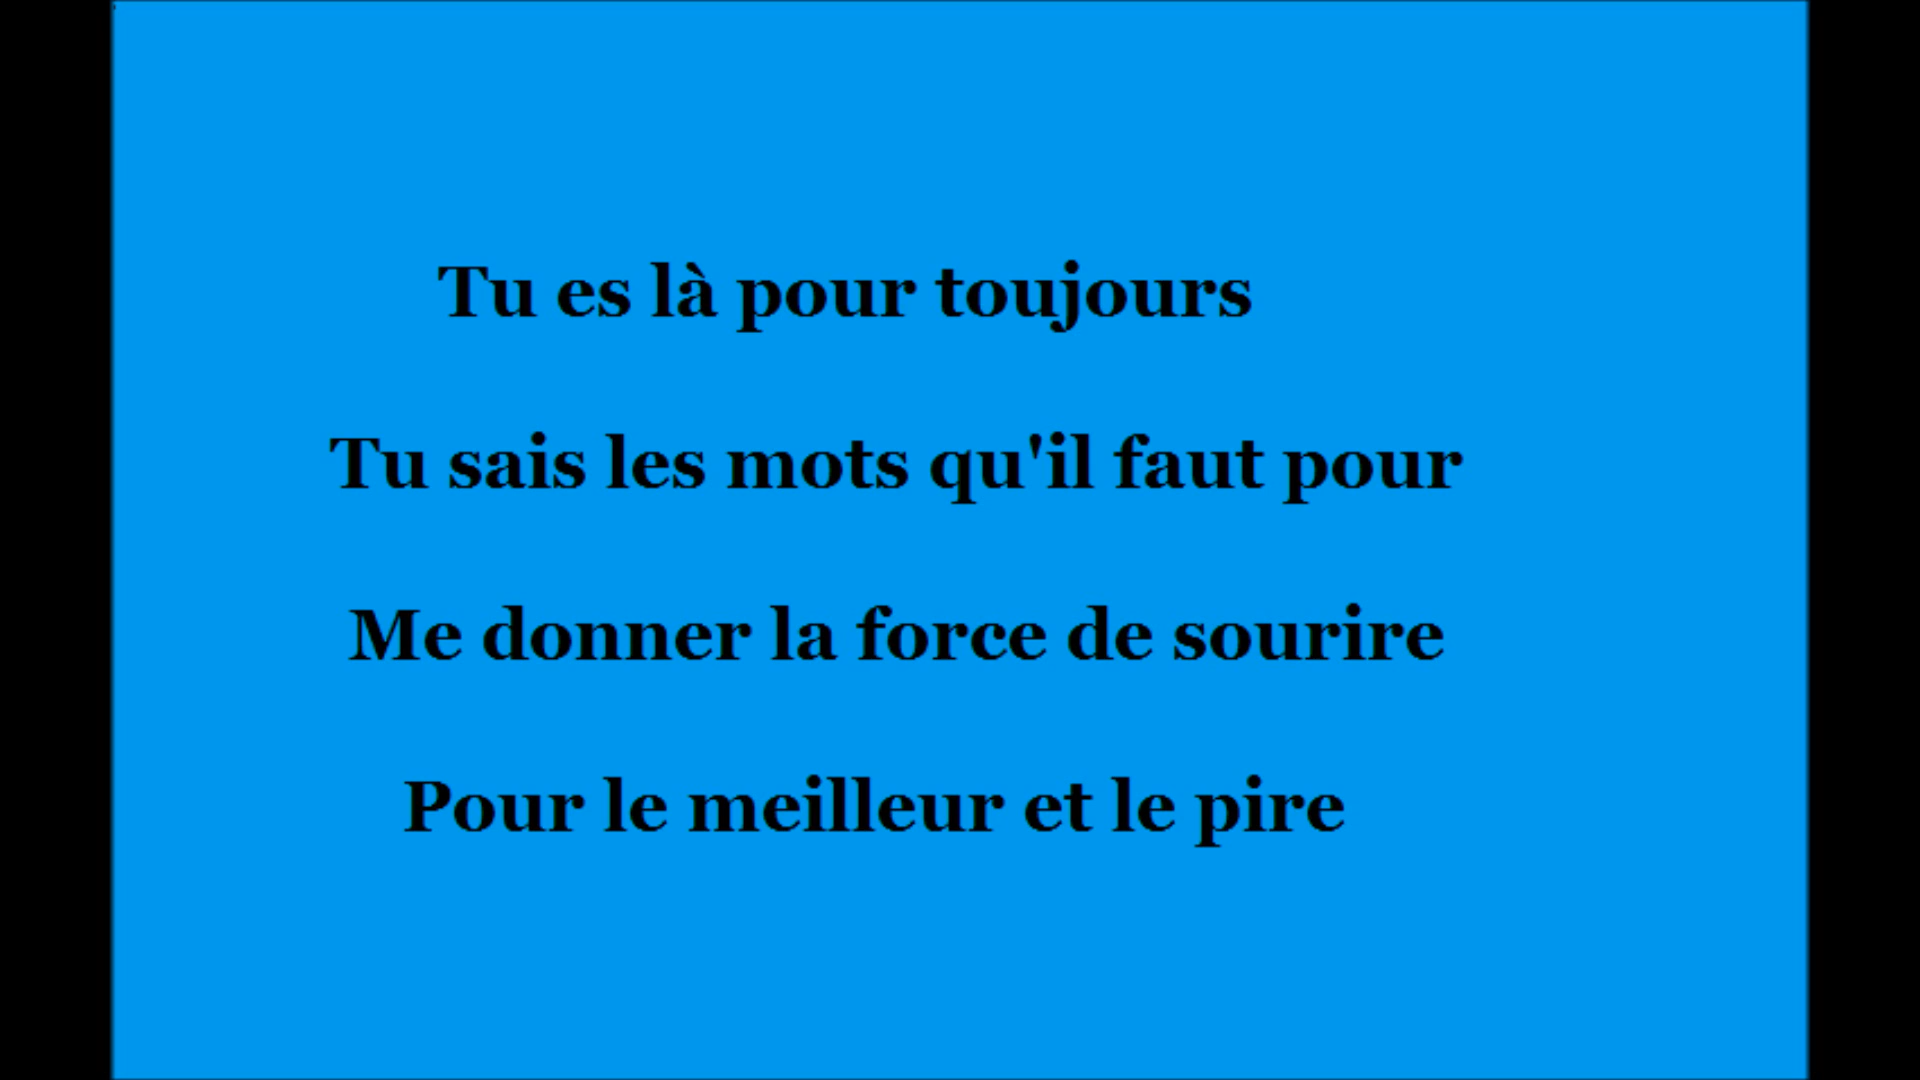 Tu es là pour toujours
Tu sais les mots qu'il faut pour
Me donner la force de sourire
Pour le meilleur et le pire